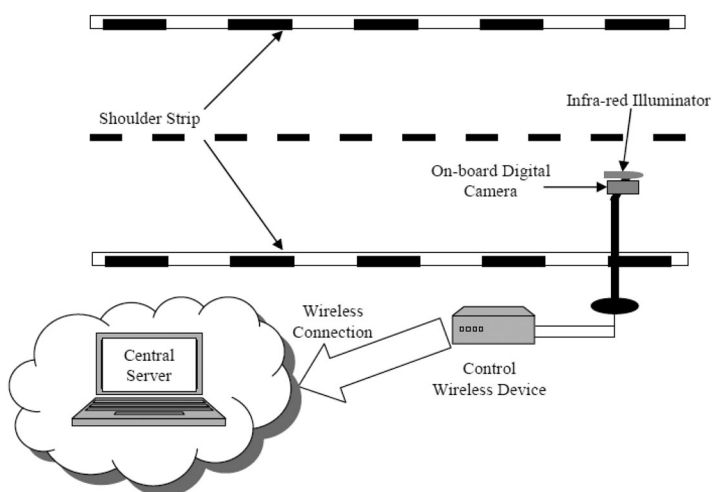 Infra-red Illuminator
Shoulder Strip
On-board Digital
Camera
Wireless
Connection
Central
Server
Control
Wireless Device